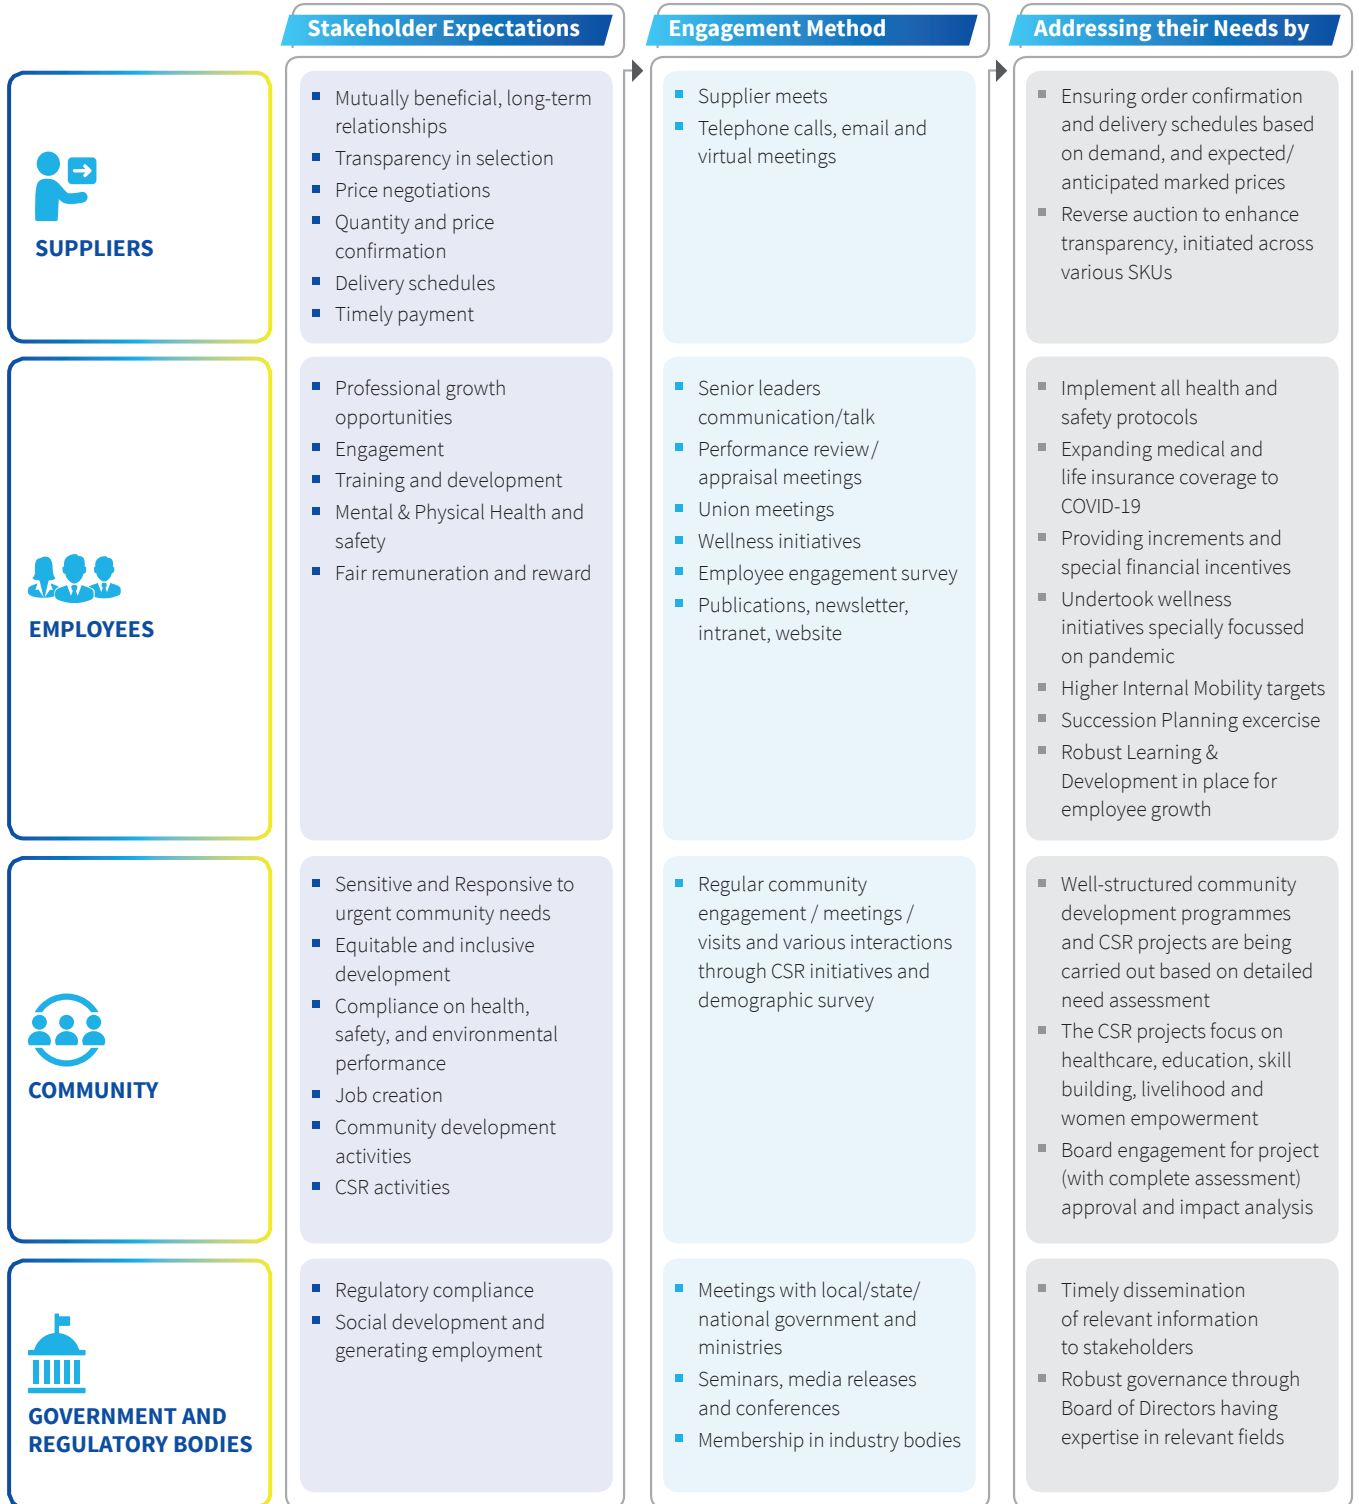 Stakeholder Expectations
Engagement Method
Addressing their Needs by
SUPPLIERS
Mutually beneficial, long-term
relationships
Transparency in selection
Price negotiations
Quantity and price
confirmation
Delivery schedules
Timely payment
Supplier meets
Telephone calls, email and
virtual meetings
Ensuring order confirmation
and delivery schedules based
on demand, and expected/
anticipated marked prices
Reverse auction to enhance
transparency, initiated across
various SKUs
EMPLOYEES
Professional growth
opportunities
Engagement
Training and development
Mental & Physical Health and
safety
Fair remuneration and reward
Senior leaders
communication/talk
Performance review/
appraisal meetings
Union meetings
Wellness initiatives
Employee engagement survey
Publications, newsletter,
intranet, website
Implement all health and
safety protocols
Expanding medical and
life insurance coverage to
COVID-19
Providing increments and
special financial incentives
Undertook wellness
initiatives specially focussed
on pandemic
Higher Internal Mobility targets
Succession Planning excercise
Robust Learning &
Development in place for
employee growth
COMMUNITY
Sensitive and Responsive to
urgent community needs
Equitable and inclusive
development
Compliance on health,
safety, and environmental
performance
Job creation
Community development
activities
CSR activities
Regular community
engagement / meetings /
visits and various interactions
through CSR initiatives and
demographic survey
Well-structured community
development programmes
and CSR projects are being
carried out based on detailed
need assessment
The CSR projects focus on
healthcare, education, skill
building, livelihood and
women empowerment
Board engagement for project
(with complete assessment)
approval and impact analysis
GOVERNMENT AND
REGULATORY BODIES
Regulatory compliance
Social development and
generating employment
Meetings with local/state/
national government and
ministries
Seminars, media releases
and conferences
Membership in industry bodies
Timely dissemination
of relevant information
to stakeholders
Robust governance through
Board of Directors having
expertise in relevant fields